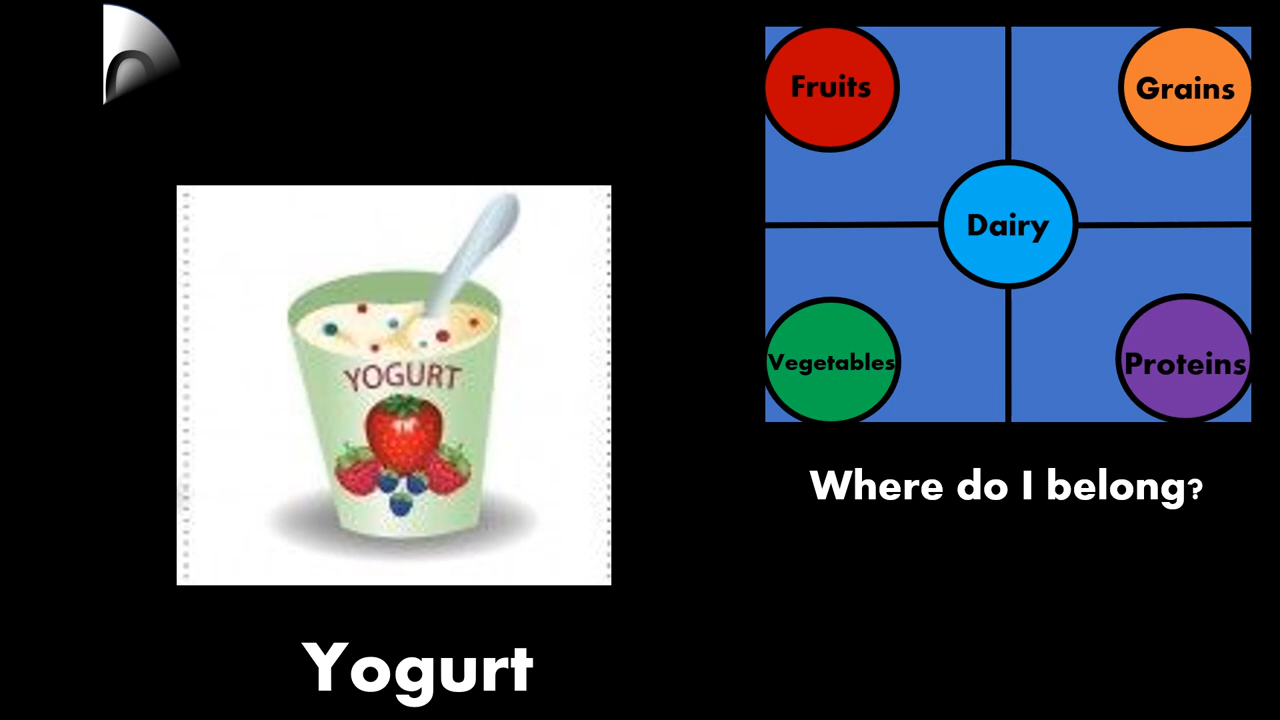 Fruits
Grains
Dairy
Vegetables
Proteins
YOGURT
Where do I belong?
Yogurt